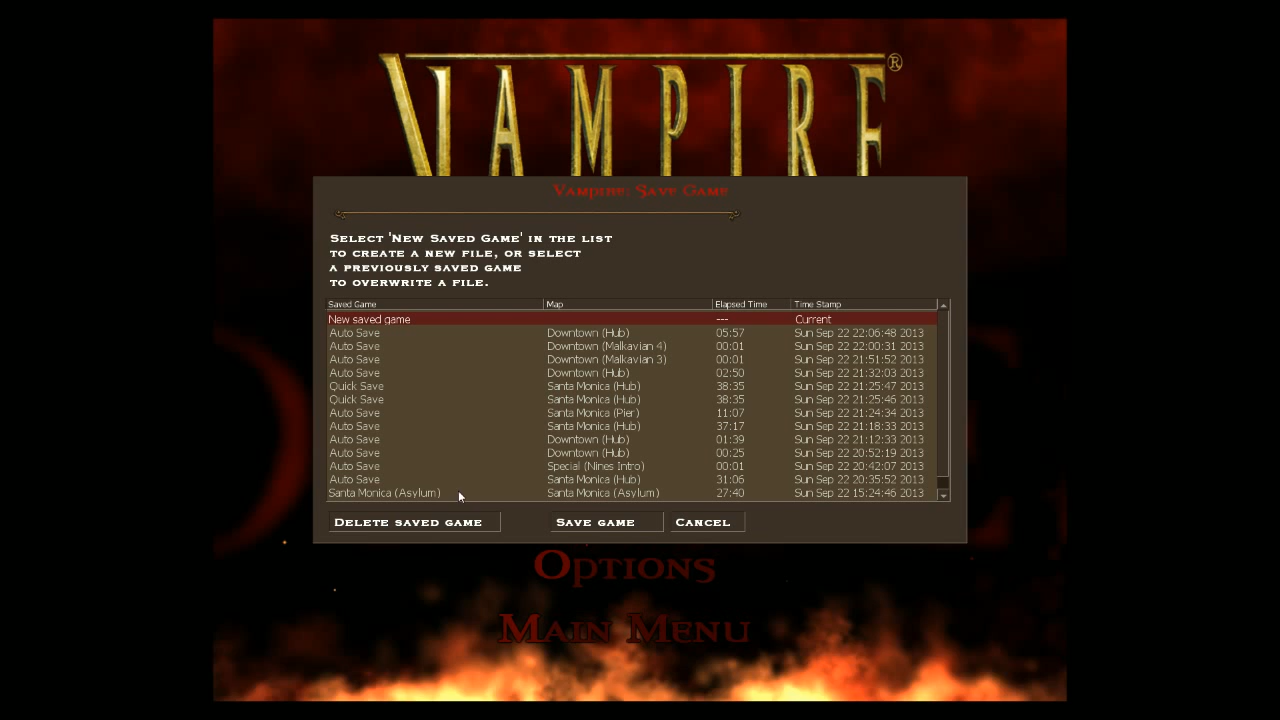 VAMPIRE®
Vampire: Save Game
Select 'New Saved Game' in the list
to create a new file, or select
a previously saved game
to overwrite a file.
Saved Game Map Elapsed Time Time Stamp
New saved game --- Current
Auto Save Downtown (Hub) 05:57 Sun Sep 22 22:06:48 2013
Auto Save Downtown (Malkavian 4) 00:01 Sun Sep 22 22:00:31 2013
Auto Save Downtown (Malkavian 3) 00:01 Sun Sep 22 21:51:52 2013
Auto Save Downtown (Hub) 02:50 Sun Sep 22 21:32:03 2013
Quick Save Santa Monica (Hub) 38:35 Sun Sep 22 21:25:47 2013
Quick Save Santa Monica (Hub) 38:35 Sun Sep 22 21:25:46 2013
Auto Save Santa Monica (Pier) 11:07 Sun Sep 22 21:24:34 2013
Auto Save Santa Monica (Hub) 37:17 Sun Sep 22 21:18:33 2013
Auto Save Downtown (Hub) 01:39 Sun Sep 22 21:12:33 2013
Auto Save Downtown (Hub) 00:25 Sun Sep 22 20:52:19 2013
Auto Save Special (Nines Intro) 00:01 Sun Sep 22 20:42:07 2013
Auto Save Santa Monica (Hub) 31:06 Sun Sep 22 20:35:52 2013
Santa Monica (Asylum) Santa Monica (Asylum) 27:40 Sun Sep 22 15:24:46 2013
Delete saved game Save game Cancel
Options
Main Menu